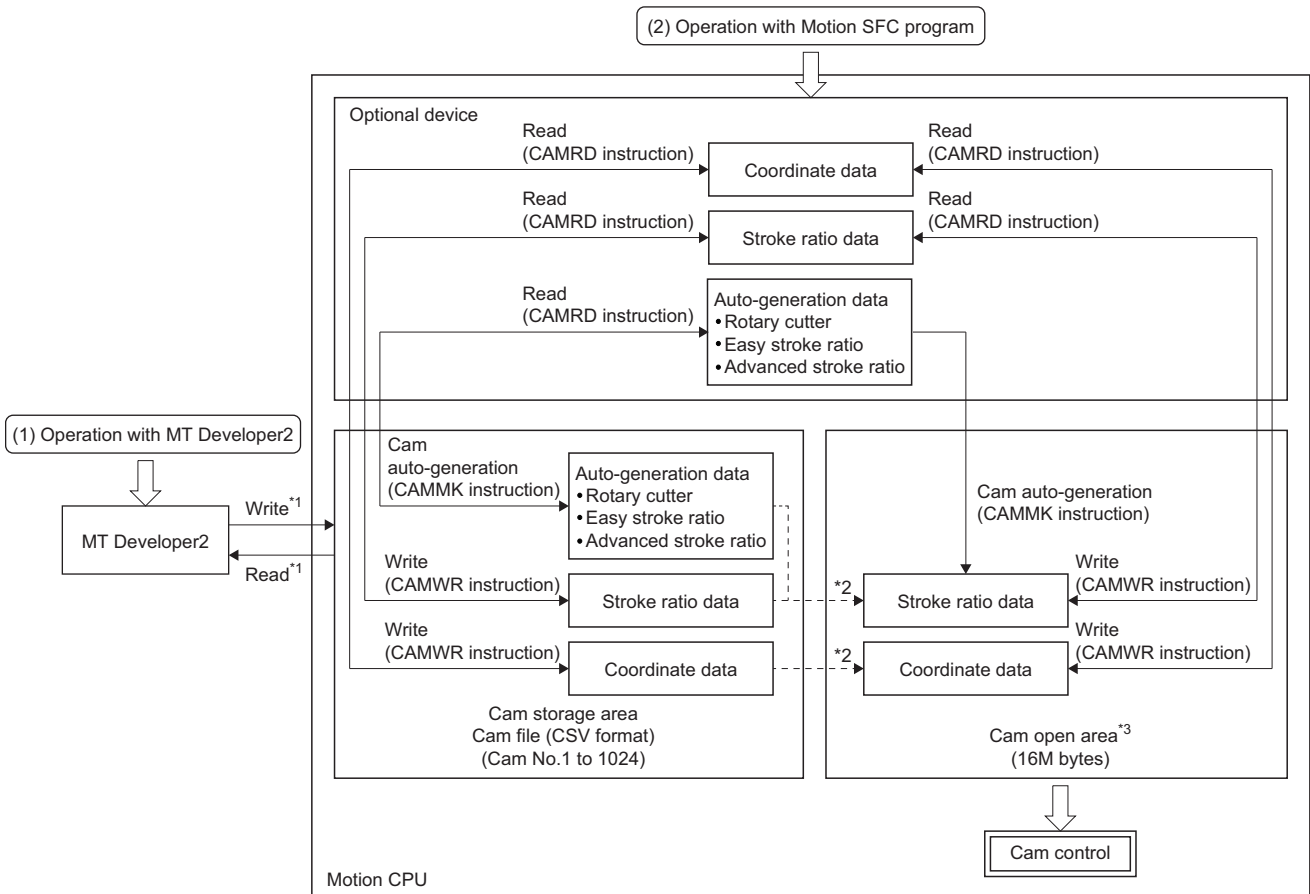 (2) Operation with Motion SFC program
Optional device
Read
(CAMRD instruction)
Coordinate data
Read
(CAMRD instruction)
Read
(CAMRD instruction)
Stroke ratio data
Read
(CAMRD instruction)
Read
(CAMRD instruction)
Auto-generation data
•Rotary cutter
•Easy stroke ratio
•Advanced stroke ratio
(1) Operation with MT Developer2
MT Developer2
Write*1
Read*1
Cam
auto-generation
(CAMMK instruction)
Auto-generation data
•Rotary cutter
•Easy stroke ratio
•Advanced stroke ratio
Cam auto-generation
(CAMMK instruction)
Write
(CAMWR instruction)
Stroke ratio data
*2
Stroke ratio data
Write
(CAMWR instruction)
Write
(CAMWR instruction)
Coordinate data
*2
Coordinate data
Write
(CAMWR instruction)
Cam storage area
Cam file (CSV format)
(Cam No.1 to 1024)
Cam open area*3
(16M bytes)
Cam control
Motion CPU